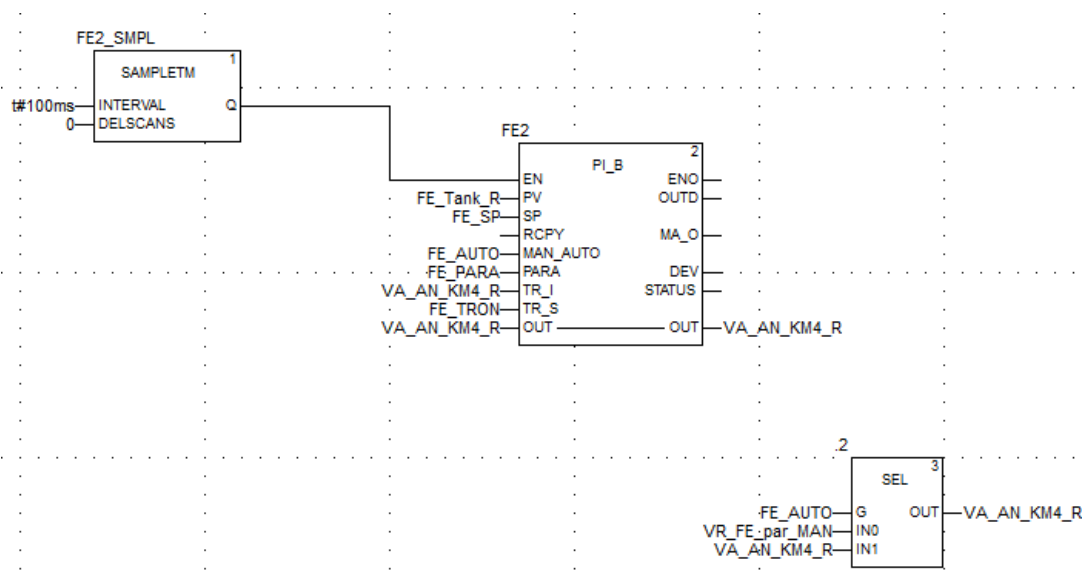 FE2_SMPL
1
SAMPLETM
t#100ms INTERVAL Q
0 DELSCANS
FE2
2
PI_B
EN ENO
FE_Tank_R PV OUTD
FE_SP SP
RCPY MA_O
FE_AUTO MAN_AUTO
FE_PARA PARA DEV
VA_AN_KM4_R TR_I STATUS
FE_TRON TR_S
VA_AN_KM4_R OUT OUT VA_AN_KM4_R
.2
3
SEL
FE_AUTO G OUT VA_AN_KM4_R
VR_FE_par_MAN IN0
VA_AN_KM4_R IN1